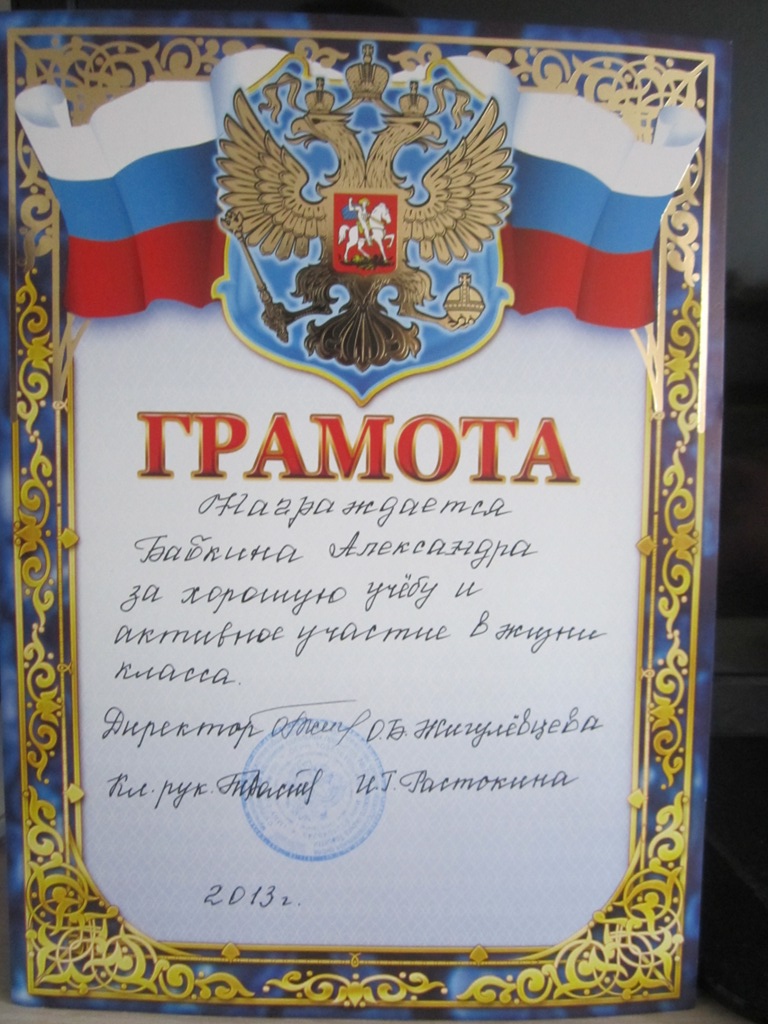 ГРАМОТА
Награждается
Бабкина Александра
за хорошую учёбу и
активное участие в жизни
класса.
Директор О.Б. Жигулёвцева
Кл. рук. И.Г. Растокина
2013г.